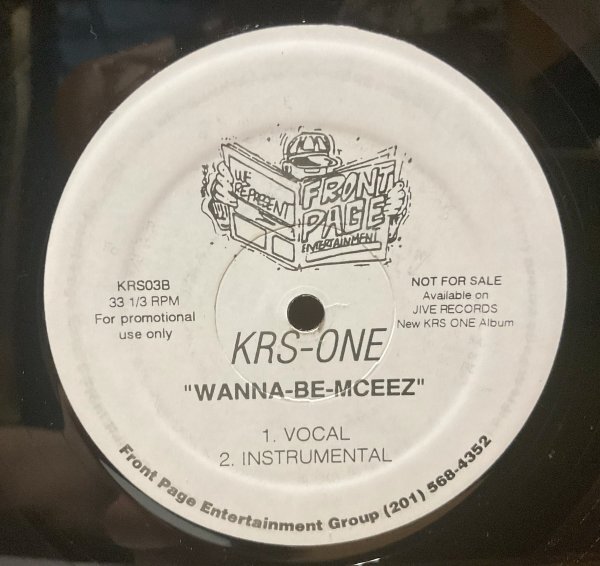 WE
REPRESENT
FRONT
PAGE
ENTERTAINMENT
KRS03B
33 1/3 RPM
For promotional
use only
NOT FOR SALE
Available on
JIVE RECORDS
New KRS ONE Album
KRS-ONE
"WANNA-BE-MCEEZ"
1. VOCAL
2. INSTRUMENTAL
Front Page Entertainment Group (201) 568-4352